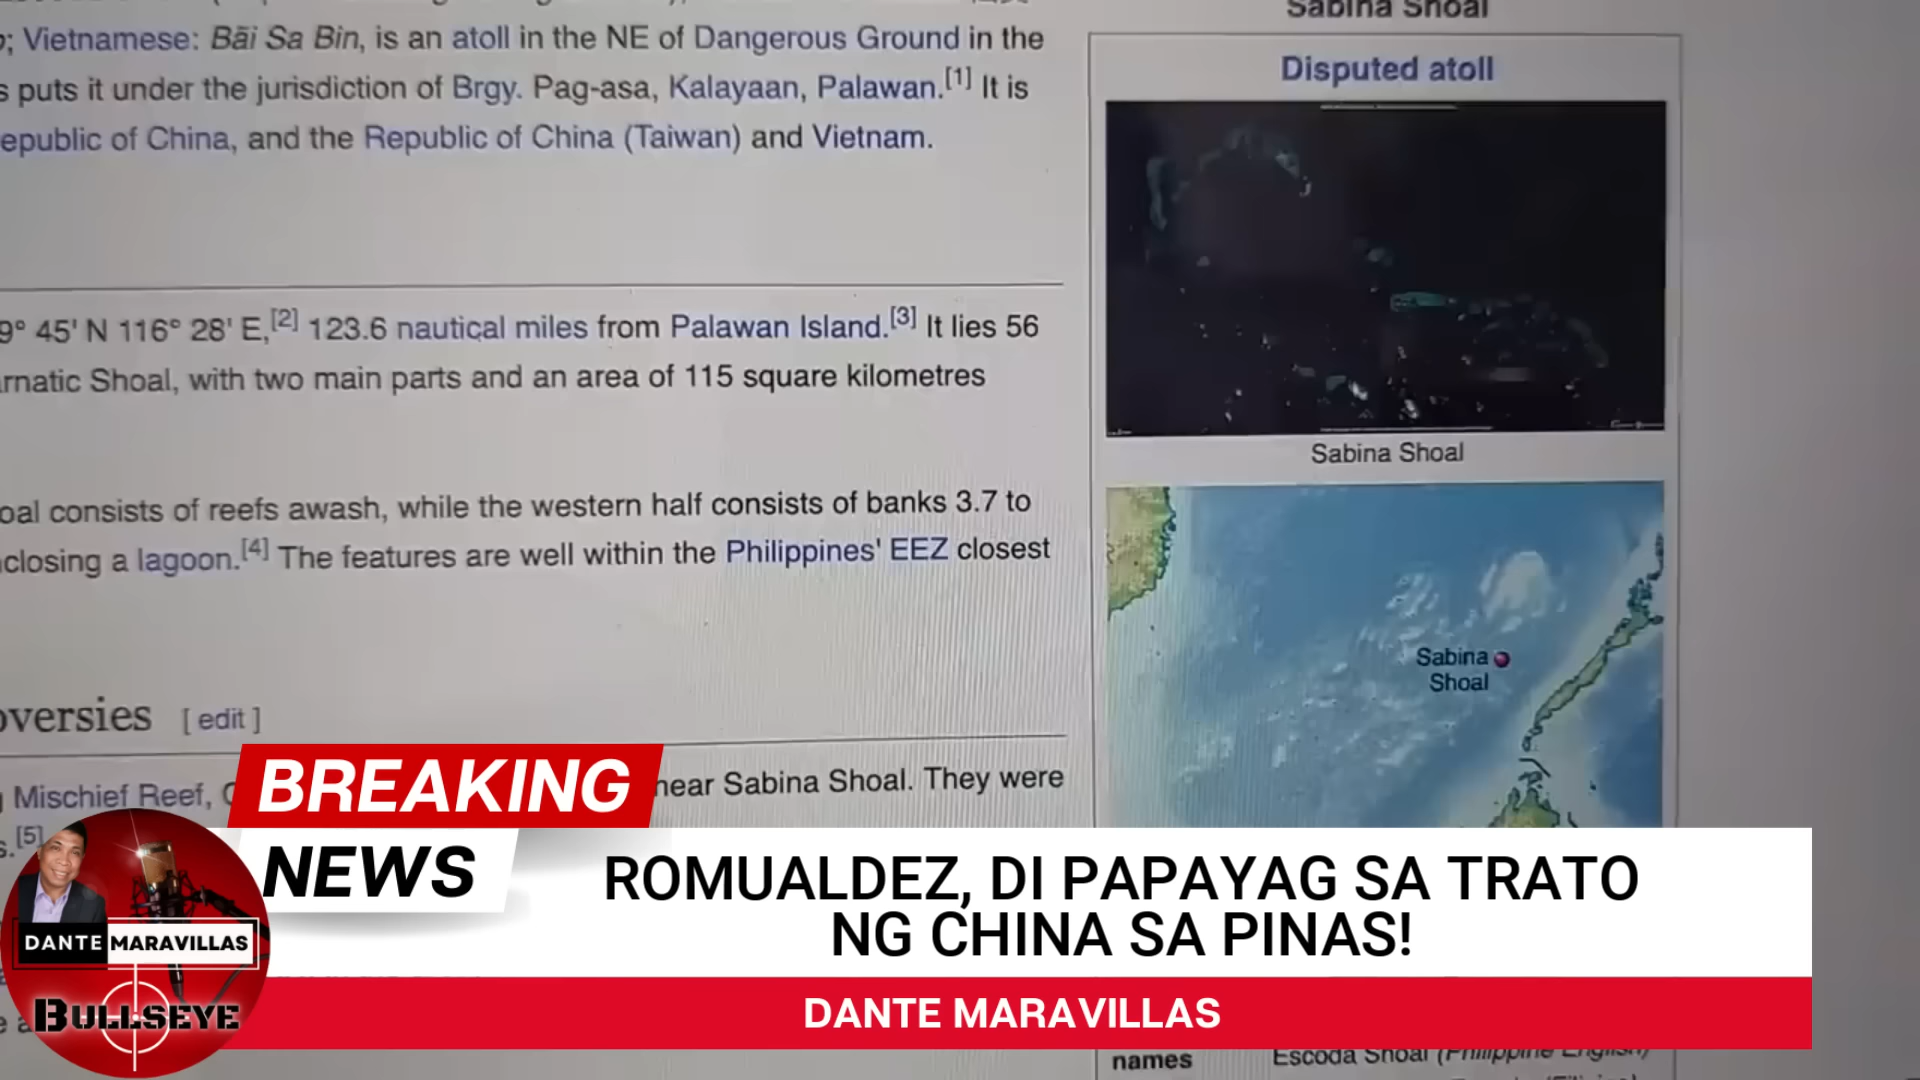 Sabina Shoal
; Vietnamese: Bãi Sa Bin, is an atoll in the NE of Dangerous Ground in the
s puts it under the jurisdiction of Brgy. Pag-asa, Kalayaan, Palawan.[1] It is
epublic of China, and the Republic of China (Taiwan) and Vietnam.
Disputed atoll
Sabina Shoal
9° 45' N 116° 28' E,[2] 123.6 nautical miles from Palawan Island.[3] It lies 56
rnatic Shoal, with two main parts and an area of 115 square kilometres
oal consists of reefs awash, while the western half consists of banks 3.7 to
closing a lagoon.[4] The features are well within the Philippines' EEZ closest
Sabina
Shoal
oversies [ edit ]
Mischief Reef, near Sabina Shoal. They were
s.[5]
BREAKING
NEWS
ROMUALDEZ, DI PAPAYAG SA TRATO
NG CHINA SA PINAS!
DANTE MARAVILLAS
DANTE MARAVILLAS
BULLSEYE
names Escoda Shoal (Philippine English)